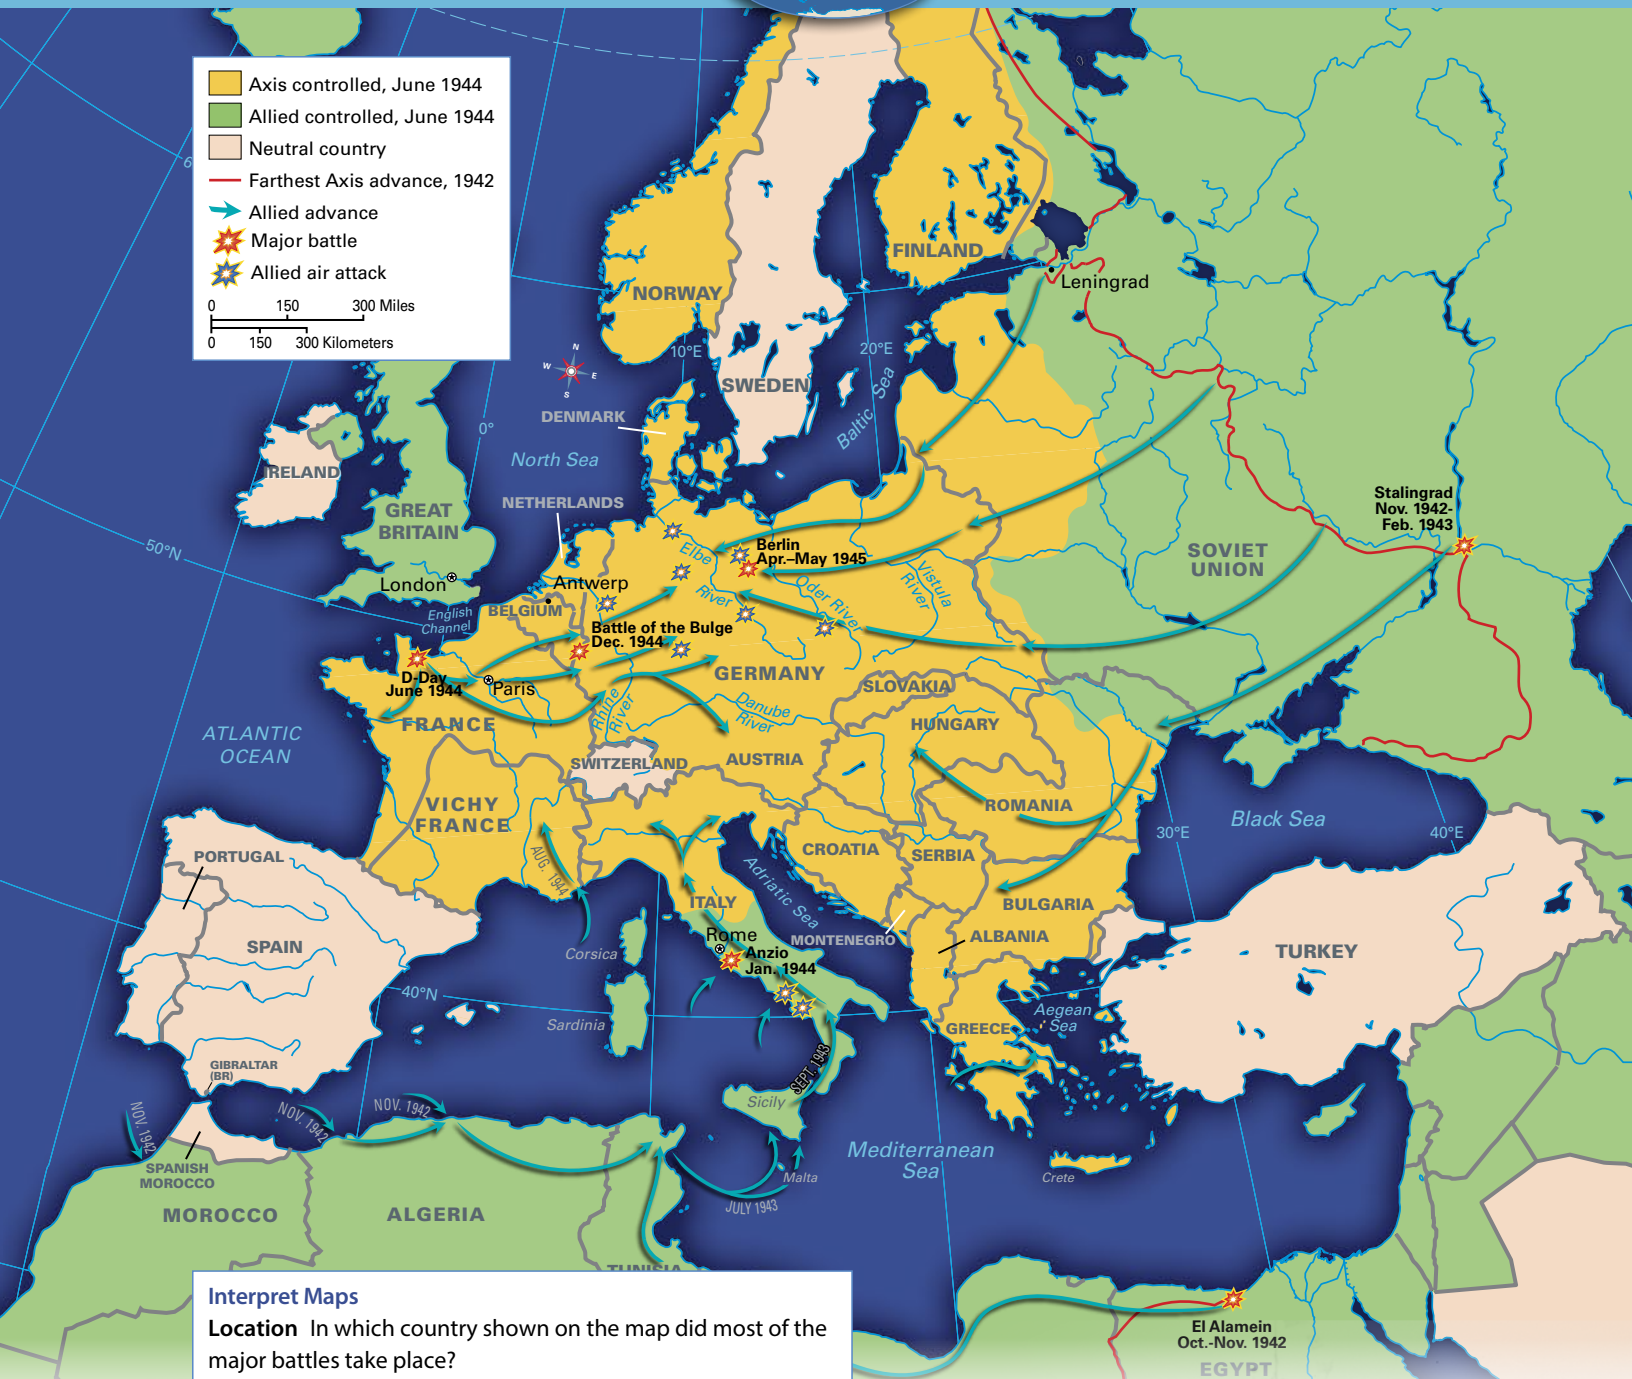 Axis controlled, June 1944
Allied controlled, June 1944
Neutral country
Farthest Axis advance, 1942
Allied advance
Major battle
Allied air attack
0 150 300 Miles
0 150 300 Kilometers
N
W
E
S
6
50°N
0°
10°E
20°E
NORWAY
FINLAND
Leningrad
SWEDEN
DENMARK
Baltic Sea
North Sea
IRELAND
NETHERLANDS
GREAT
BRITAIN
London
English
Channel
Antwerp
BELGIUM
Elbe
River
Berlin
Apr.–May 1945
Oder River
Vistula
River
Stalingrad
Nov. 1942-
Feb. 1943
SOVIET
UNION
Battle of the Bulge
Dec. 1944
D-Day
June 1944
Paris
GERMANY
FRANCE
Rhine
River
Danube
River
SLOVAKIA
HUNGARY
ATLANTIC
OCEAN
SWITZERLAND
AUSTRIA
VICHY
FRANCE
ROMANIA
Black Sea
30°E
40°E
AUG. 1944
CROATIA
SERBIA
PORTUGAL
Adriatic Sea
ITALY
BULGARIA
SPAIN
Corsica
Rome
Anzio
Jan. 1944
MONTENEGRO
ALBANIA
TURKEY
40°N
Sardinia
GREECE
Aegean
Sea
GIBRALTAR
(BR)
SEPT. 1943
Sicily
NOV. 1942
NOV. 1942
NOV. 1942
Mediterranean
Sea
SPANISH
MOROCCO
Malta
Crete
JULY 1943
MOROCCO
ALGERIA
TUNISIA
El Alamein
Oct.-Nov. 1942
EGYPT
Interpret Maps
Location In which country shown on the map did most of the
major battles take place?